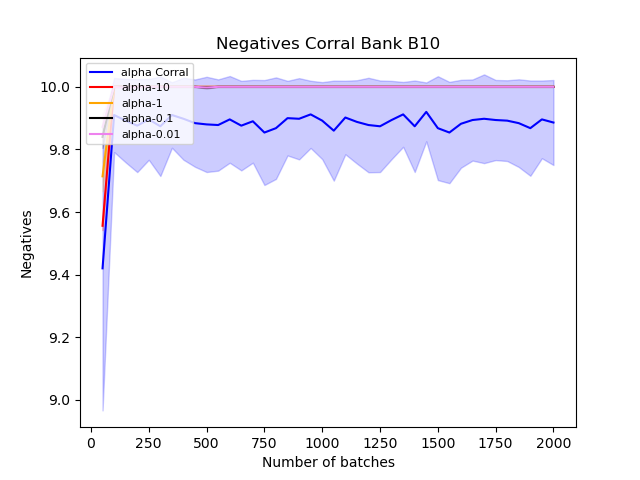 Negatives Corral Bank B10
alpha Corral
alpha-10
alpha-1
alpha-0.1
alpha-0.01
10.0
9.8
9.6
9.4
9.2
9.0
Negatives
0 250 500 750 1000 1250 1500 1750 2000
Number of batches